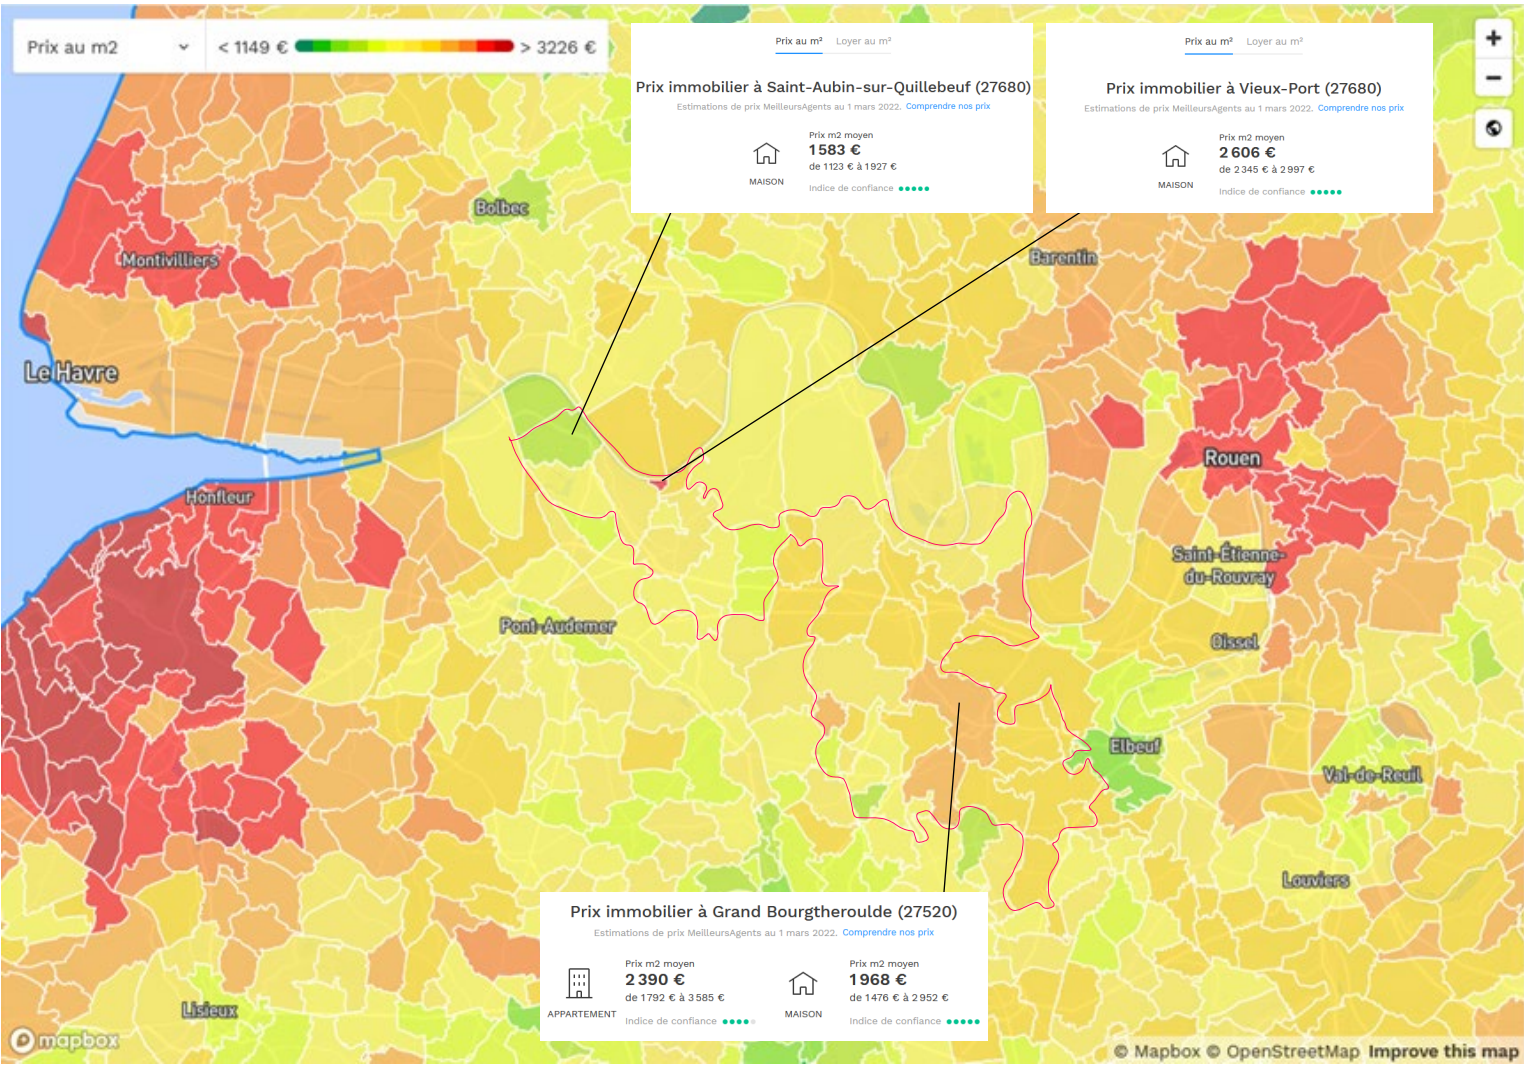 Prix au m2
< 1149 €
> 3226 €
Prix au m²
Loyer au m²
Prix immobilier à Saint-Aubin-sur-Quillebeuf (27680)
Estimations de prix MeilleursAgents au 1 mars 2022. Comprendre nos prix
MAISON
Prix m2 moyen
1 583 €
de 1 123 € à 1 927 €
Indice de confiance
Prix au m²
Loyer au m²
Prix immobilier à Vieux-Port (27680)
Estimations de prix MeilleursAgents au 1 mars 2022. Comprendre nos prix
MAISON
Prix m2 moyen
2 606 €
de 2 345 € à 2 997 €
Indice de confiance
+
−
Bolbec
Montivilliers
Barentin
Le Havre
Rouen
Honfleur
Saint-Étienne-
du-Rouvray
Pont-Audemer
Oissel
Elbeuf
Val-de-Reuil
Louviers
Lisieux
Prix immobilier à Grand Bourgtheroulde (27520)
Estimations de prix MeilleursAgents au 1 mars 2022. Comprendre nos prix
APPARTEMENT
Prix m2 moyen
2 390 €
de 1 792 € à 3 585 €
Indice de confiance
MAISON
Prix m2 moyen
1 968 €
de 1 476 € à 2 952 €
Indice de confiance
mapbox
© Mapbox © OpenStreetMap Improve this map